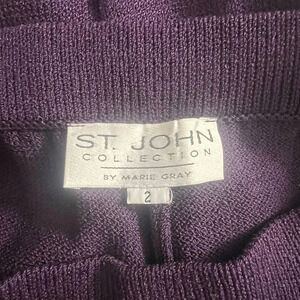 ST. JOHN
COLLECTION
BY MARIE GRAY
2